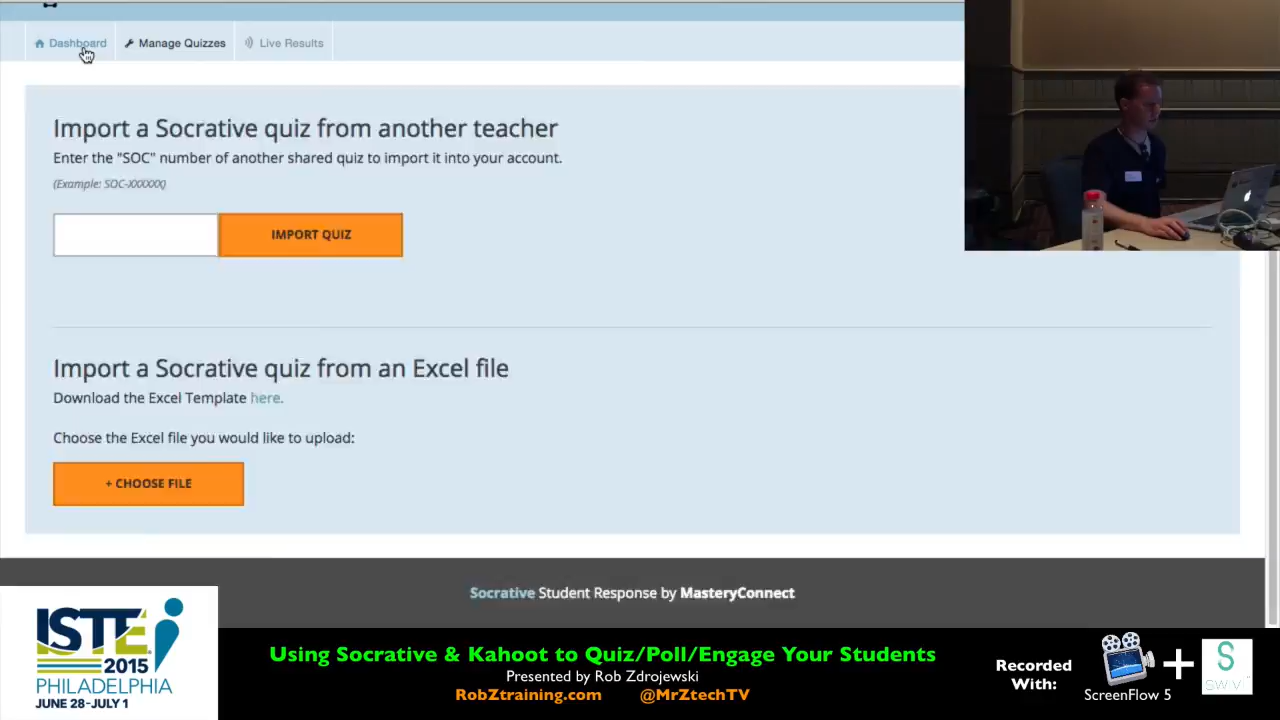 Dashboard
Manage Quizzes
Live Results
Import a Socrative quiz from another teacher
Enter the "SOC" number of another shared quiz to import it into your account.
(Example: SOC-XXXXXX)
IMPORT QUIZ
Import a Socrative quiz from an Excel file
Download the Excel Template here.
Choose the Excel file you would like to upload:
+ CHOOSE FILE
Socrative Student Response by MasteryConnect
ISTE
2015
PHILADELPHIA
JUNE 28-JULY 1
Using Socrative & Kahoot to Quiz/Poll/Engage Your Students
Presented by Rob Zdrojewski
RobZtraining.com @MrZtechTV
Recorded
With:
ScreenFlow 5
+
S
SWIVL